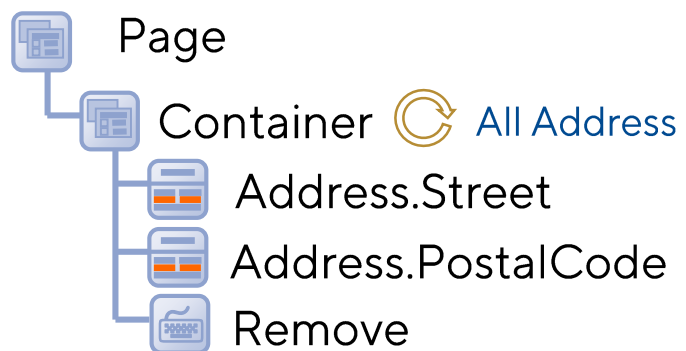 Page
Container All Address
Address.Street
Address.PostalCode
Remove